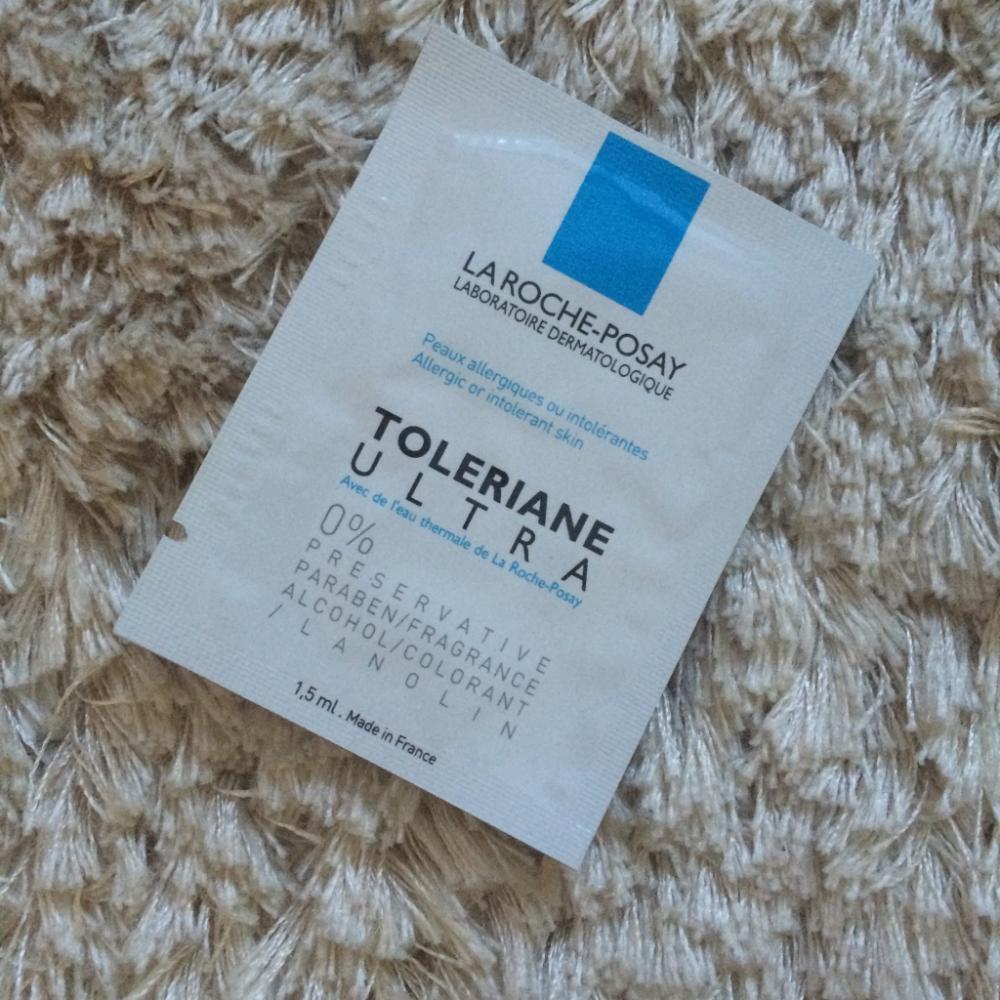 LA ROCHE-POSAY
LABORATOIRE DERMATOLOGIQUE
Peaux allergiques ou intolérantes
Allergic or intolerant skin
TOLERIANE
ULTRA
Avec de l'eau thermale de La Roche-Posay
0%
PRESERVATIVE
PARABEN/FRAGRANCE
ALCOHOL/COLORANT
/LANOLIN
1,5 ml . Made in France